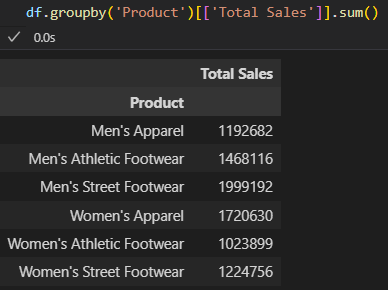 df.groupby('Product')[['Total Sales']].sum()
0.0s
Total Sales
Product
Men's Apparel 1192682
Men's Athletic Footwear 1468116
Men's Street Footwear 1999192
Women's Apparel 1720630
Women's Athletic Footwear 1023899
Women's Street Footwear 1224756